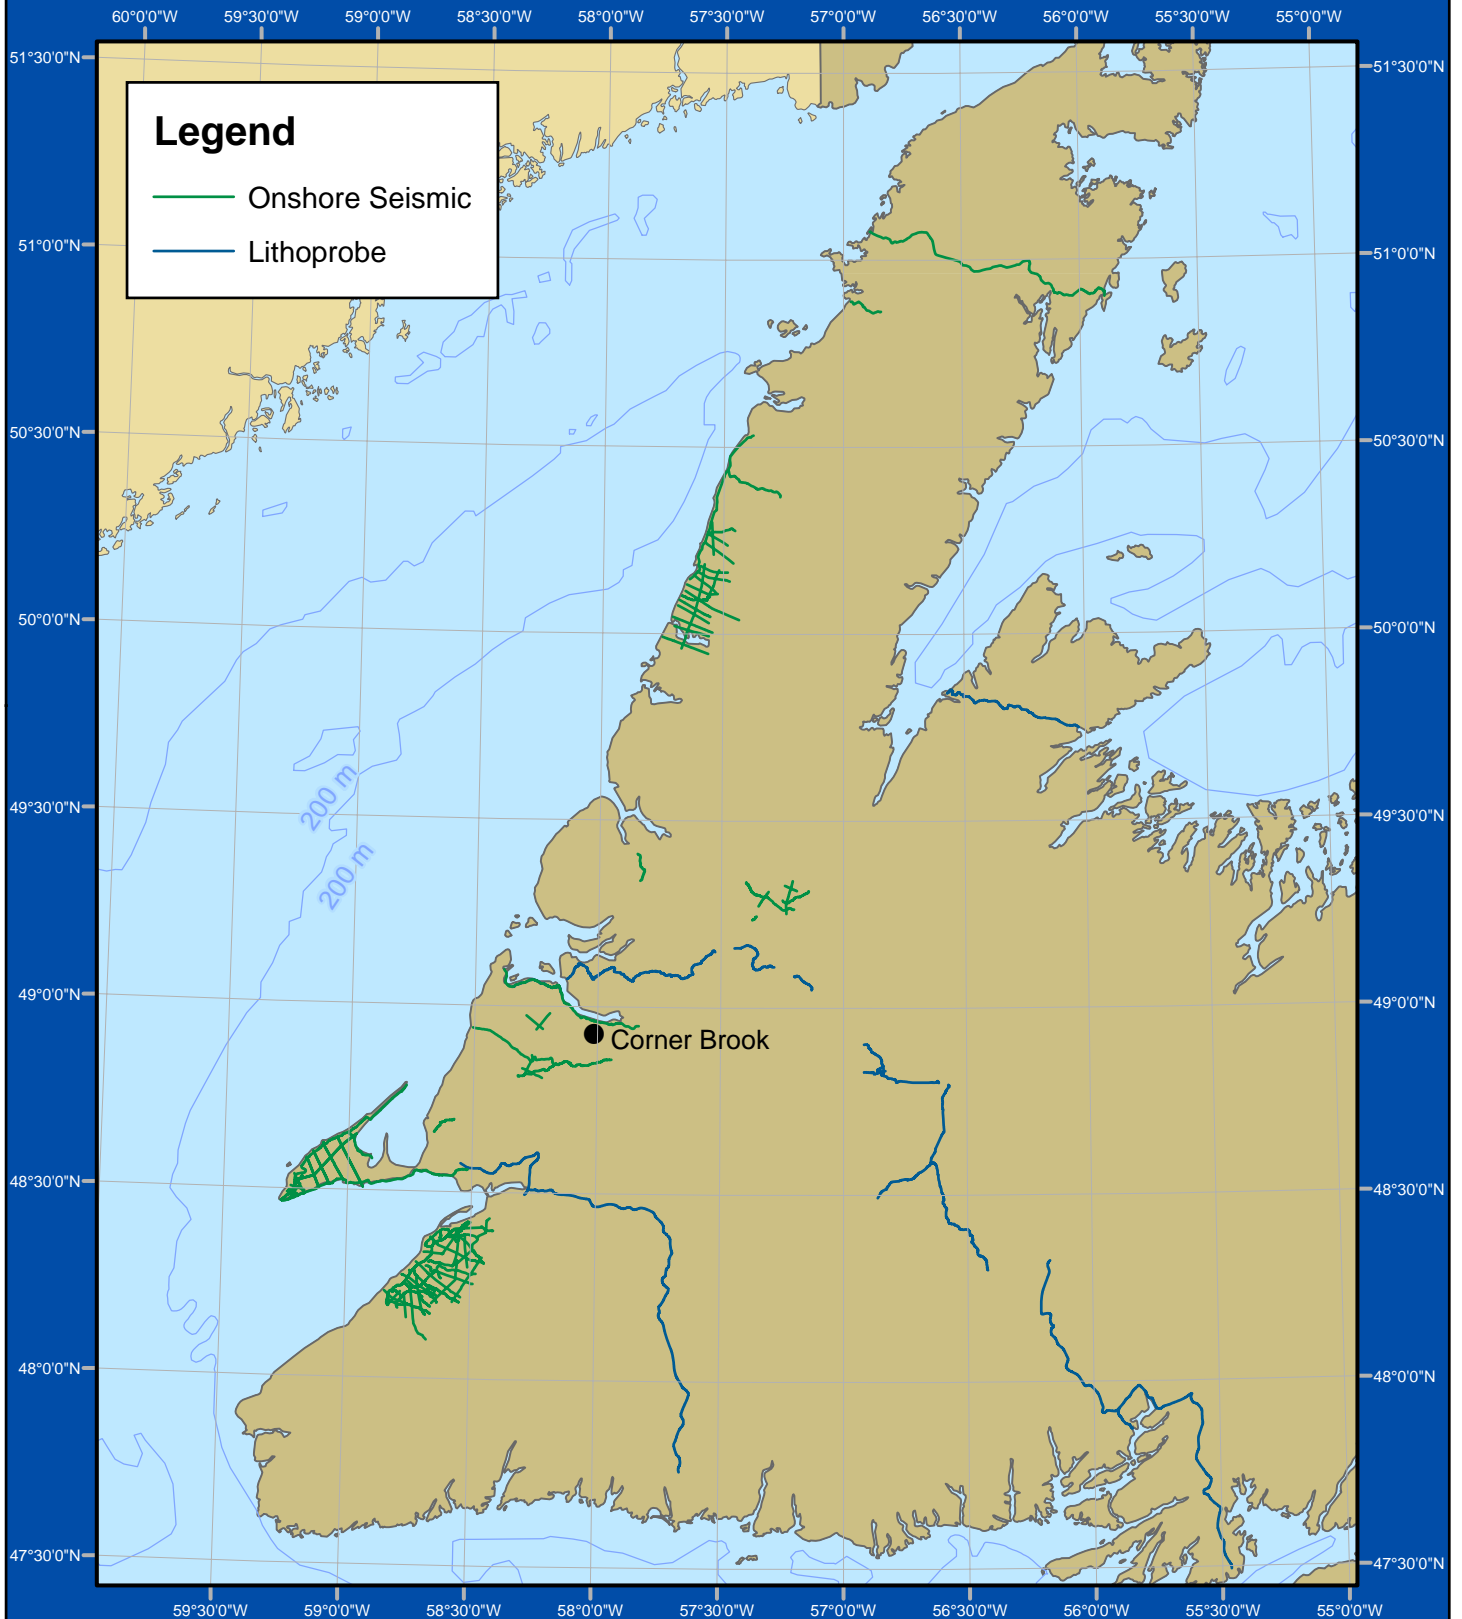 60°0'0"W 59°30'0"W 59°0'0"W 58°30'0"W 58°0'0"W 57°30'0"W 57°0'0"W 56°30'0"W 56°0'0"W 55°30'0"W 55°0'0"W
51°30'0"N 51°30'0"N
Legend
Onshore Seismic
Lithoprobe
51°0'0"N 51°0'0"N
50°30'0"N 50°30'0"N
50°0'0"N 50°0'0"N
200 m
49°30'0"N 49°30'0"N
200 m
49°0'0"N 49°0'0"N
Corner Brook
48°30'0"N 48°30'0"N
48°0'0"N 48°0'0"N
47°30'0"N 47°30'0"N
59°30'0"W 59°0'0"W 58°30'0"W 58°0'0"W 57°30'0"W 57°0'0"W 56°30'0"W 56°0'0"W 55°30'0"W 55°0'0"W